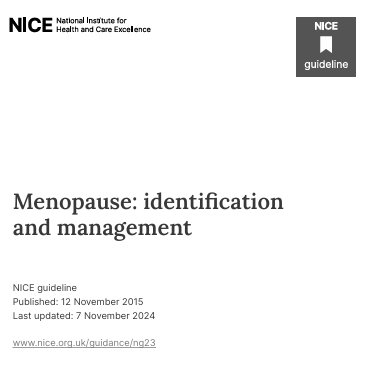 NICE National Institute for
Health and Care Excellence
NICE
guideline
Menopause: identification
and management
NICE guideline
Published: 12 November 2015
Last updated: 7 November 2024
www.nice.org.uk/guidance/ng23